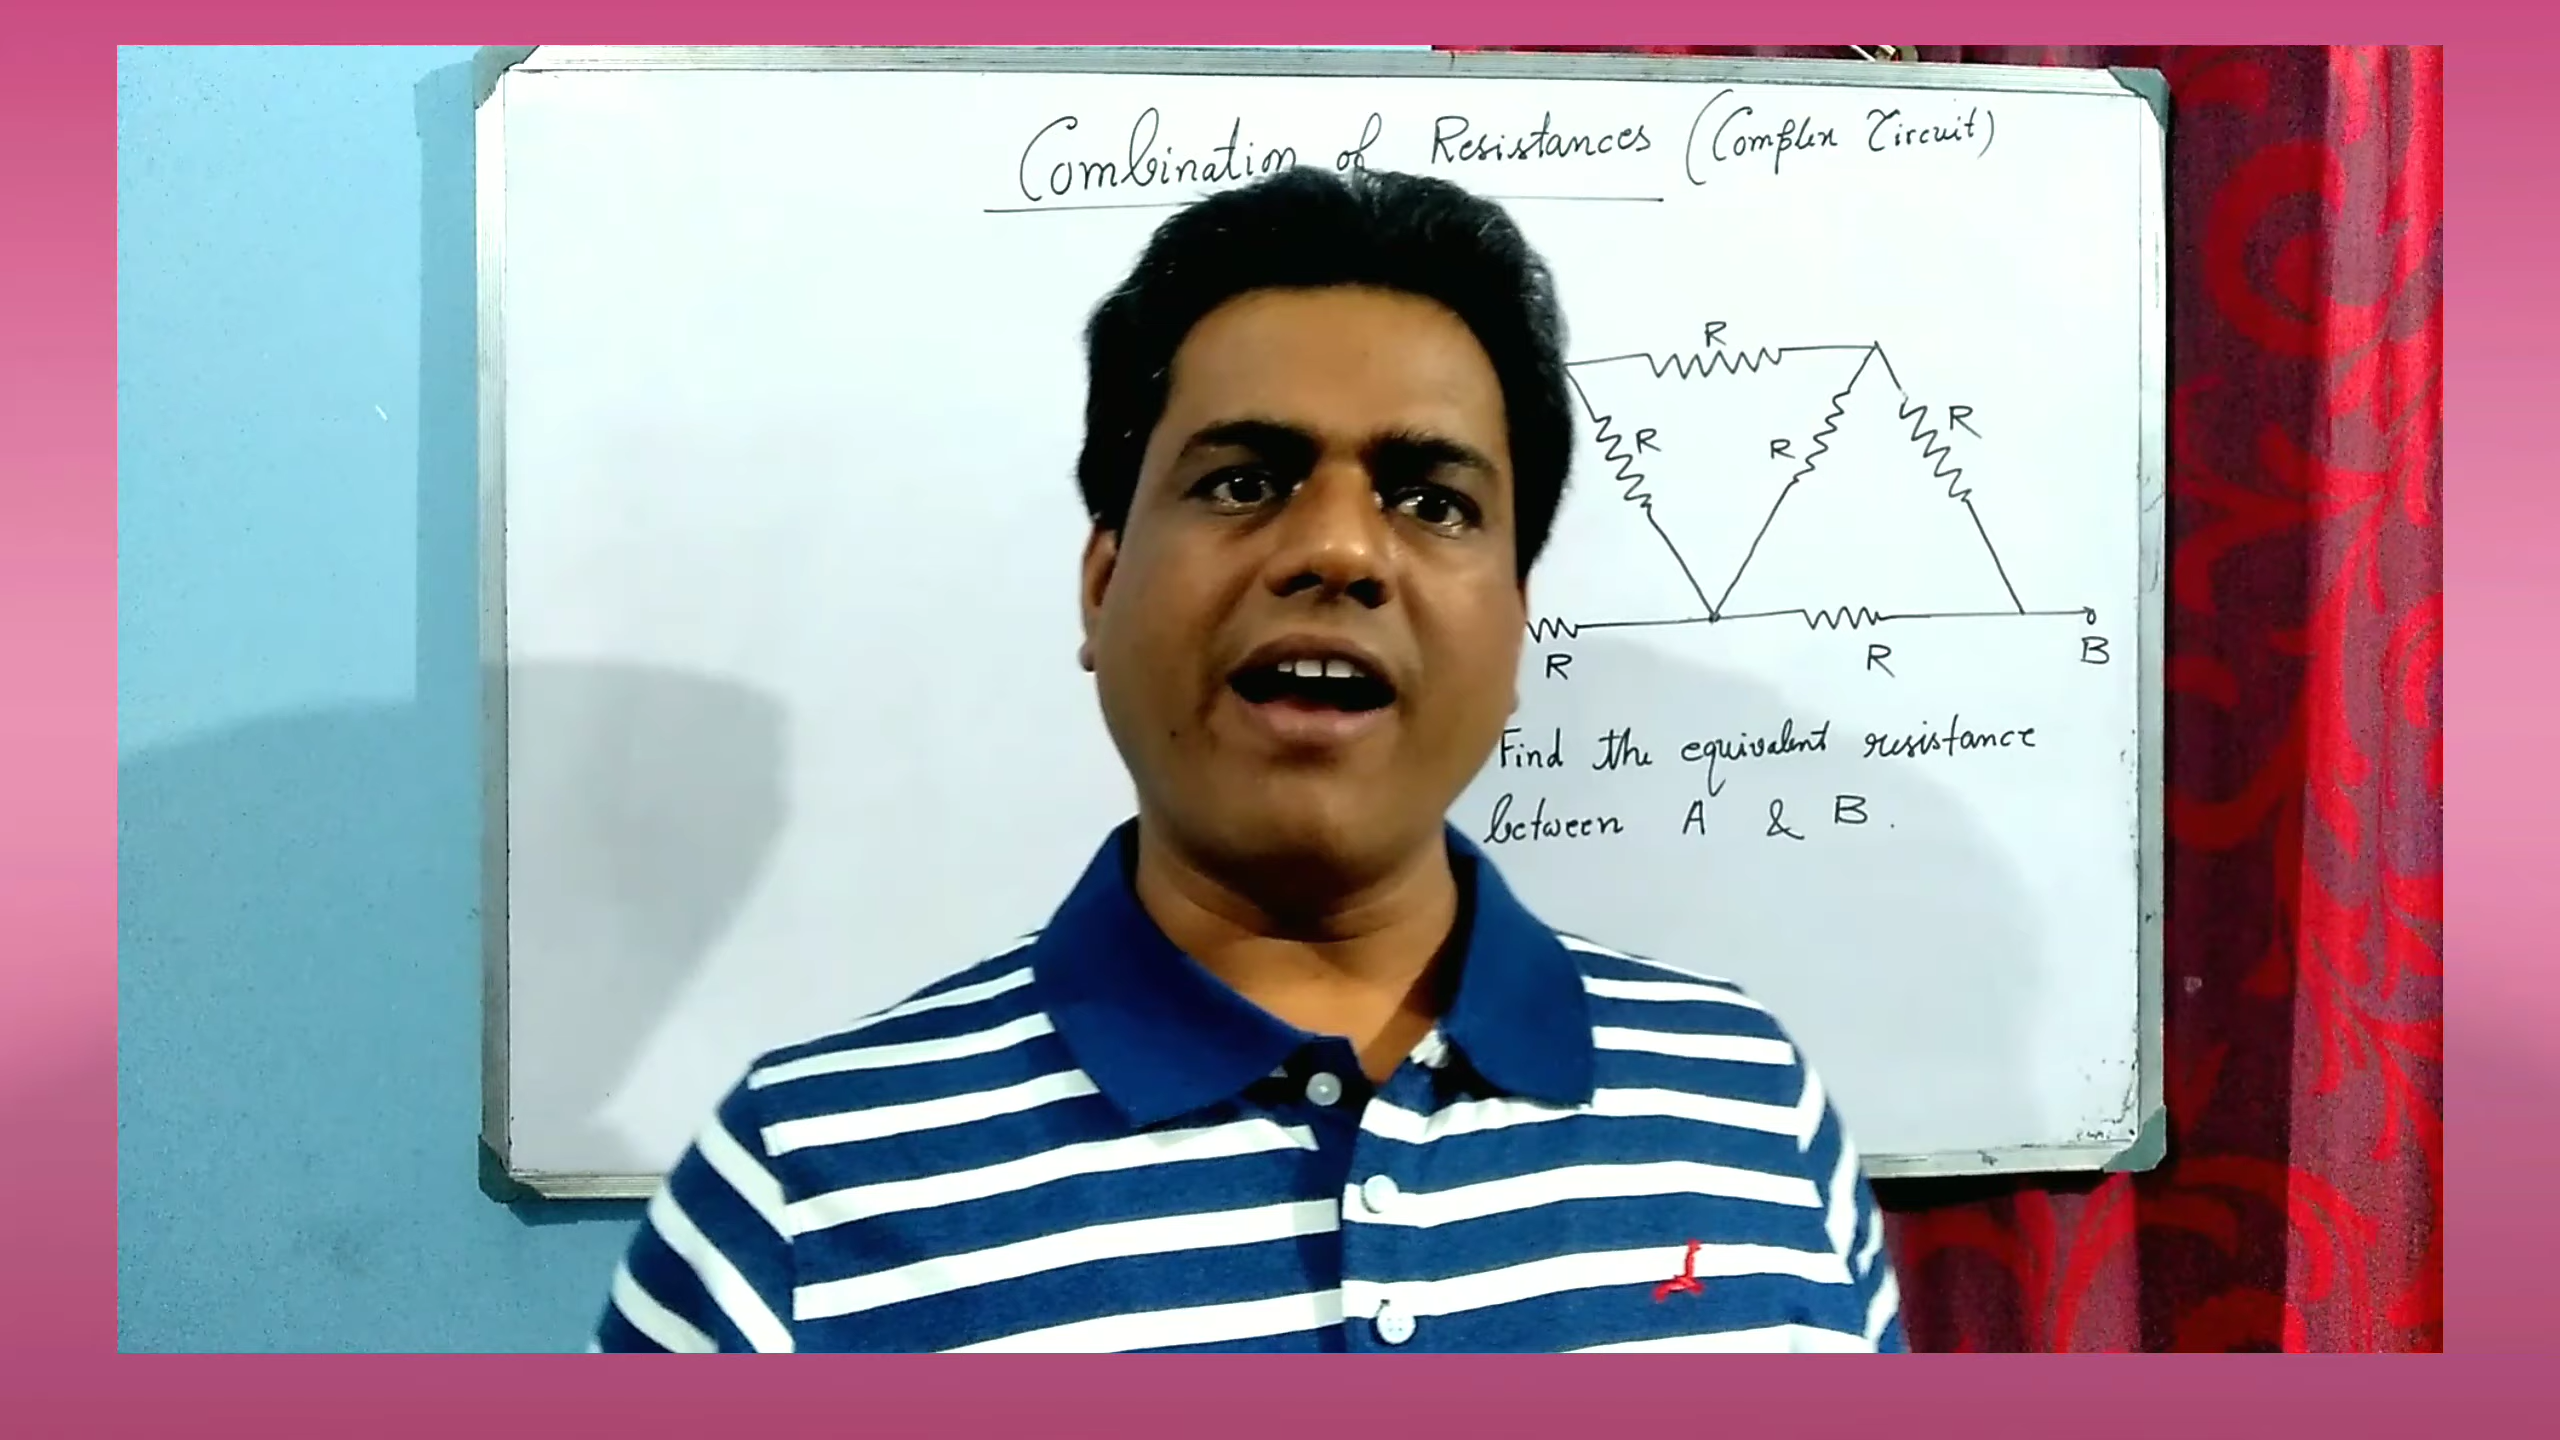 Combination of Resistances (Complex Circuit)
R
R
R
R
R
R
B
Find the equivalent resistance
between A & B.